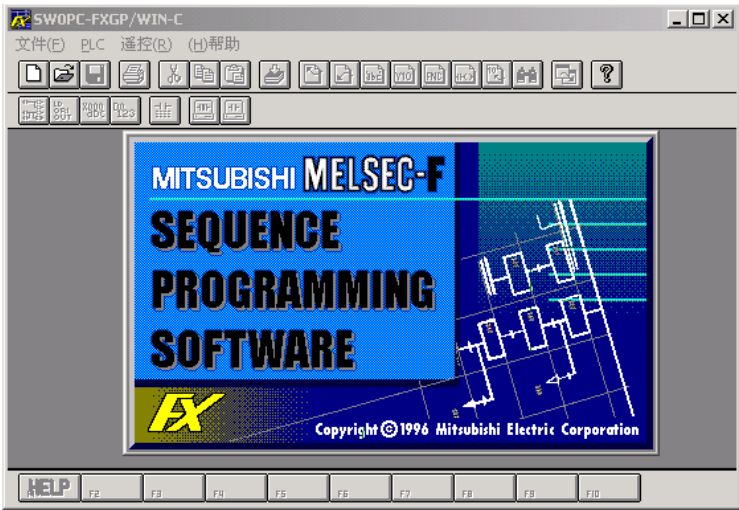 SW0PC-FXGP/WIN-C
文件(F) PLC 遥控(R) (H)帮助
MITSUBISHI MELSEC-F
SEQUENCE
PROGRAMMING
SOFTWARE
FX
Copyright ©1996 Mitsubishi Electric Corporation
HELP F2 F3 F4 F5 F6 F7 F8 F9 F10